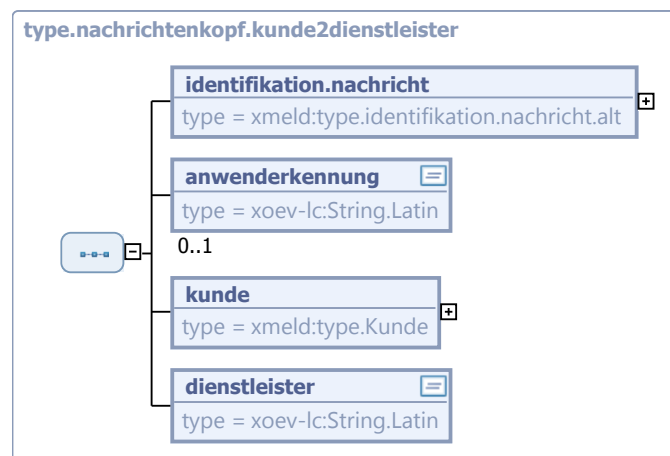 type.nachrichtenkopf.kunde2dienstleister
identifikation.nachricht
type = xmeld:type.identifikation.nachricht.alt
anwenderkennung
type = xoev-lc:String.Latin
0..1
kunde
type = xmeld:type.Kunde
dienstleister
type = xoev-lc:String.Latin